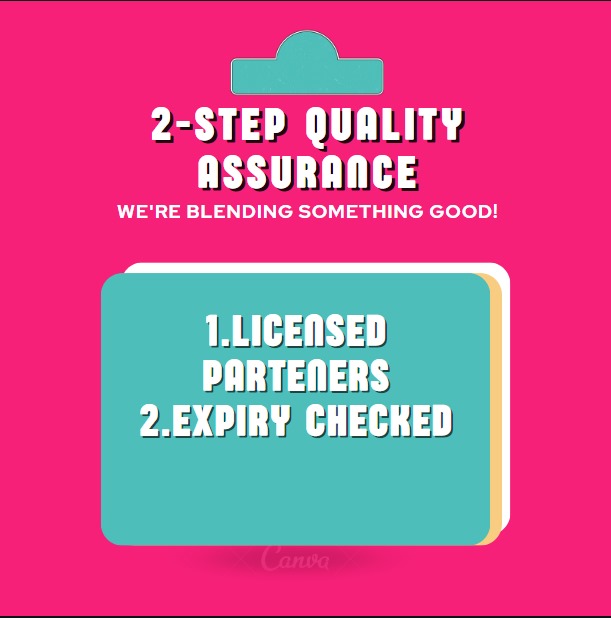 2-STEP QUALITY
ASSURANCE
WE'RE BLENDING SOMETHING GOOD!
1.LICENSED
PARTENERS
2.EXPIRY CHECKED
Canva